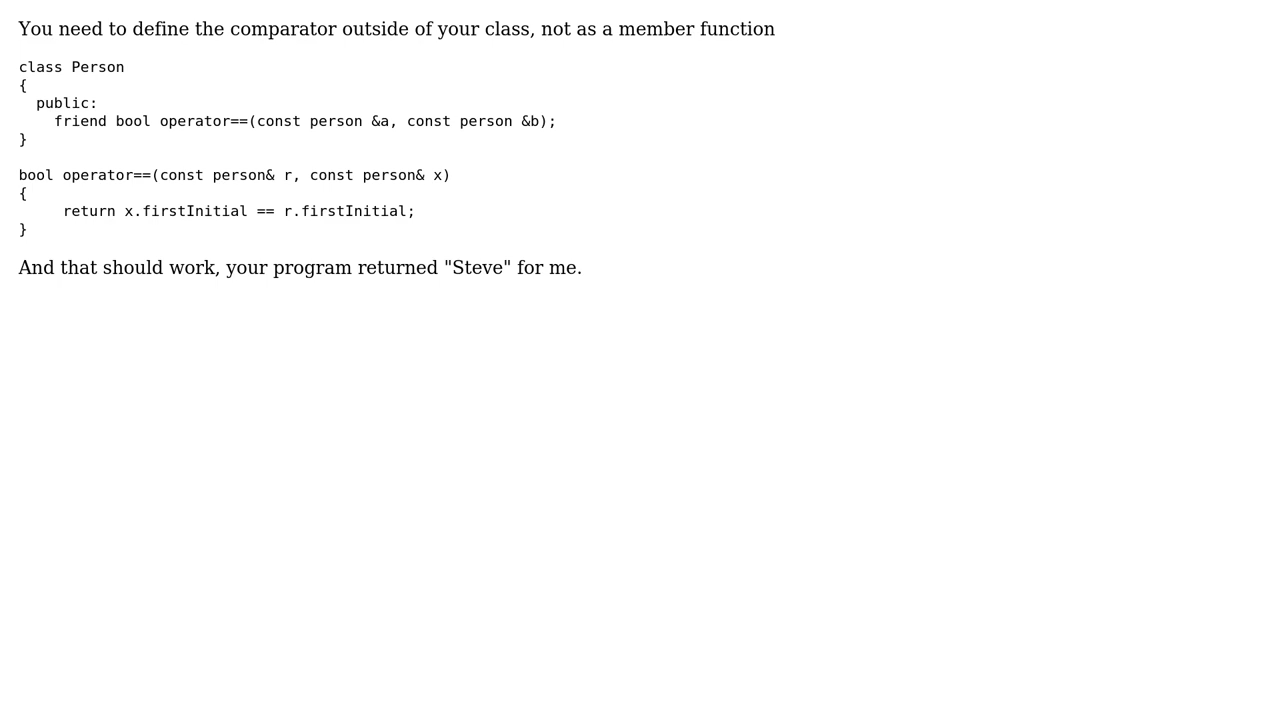 You need to define the comparator outside of your class, not as a member function
class Person
{
  public:
    friend bool operator==(const person &a, const person &b);
}
bool operator==(const person& r, const person& x)
{
     return x.firstInitial == r.firstInitial;
}
And that should work, your program returned "Steve" for me.